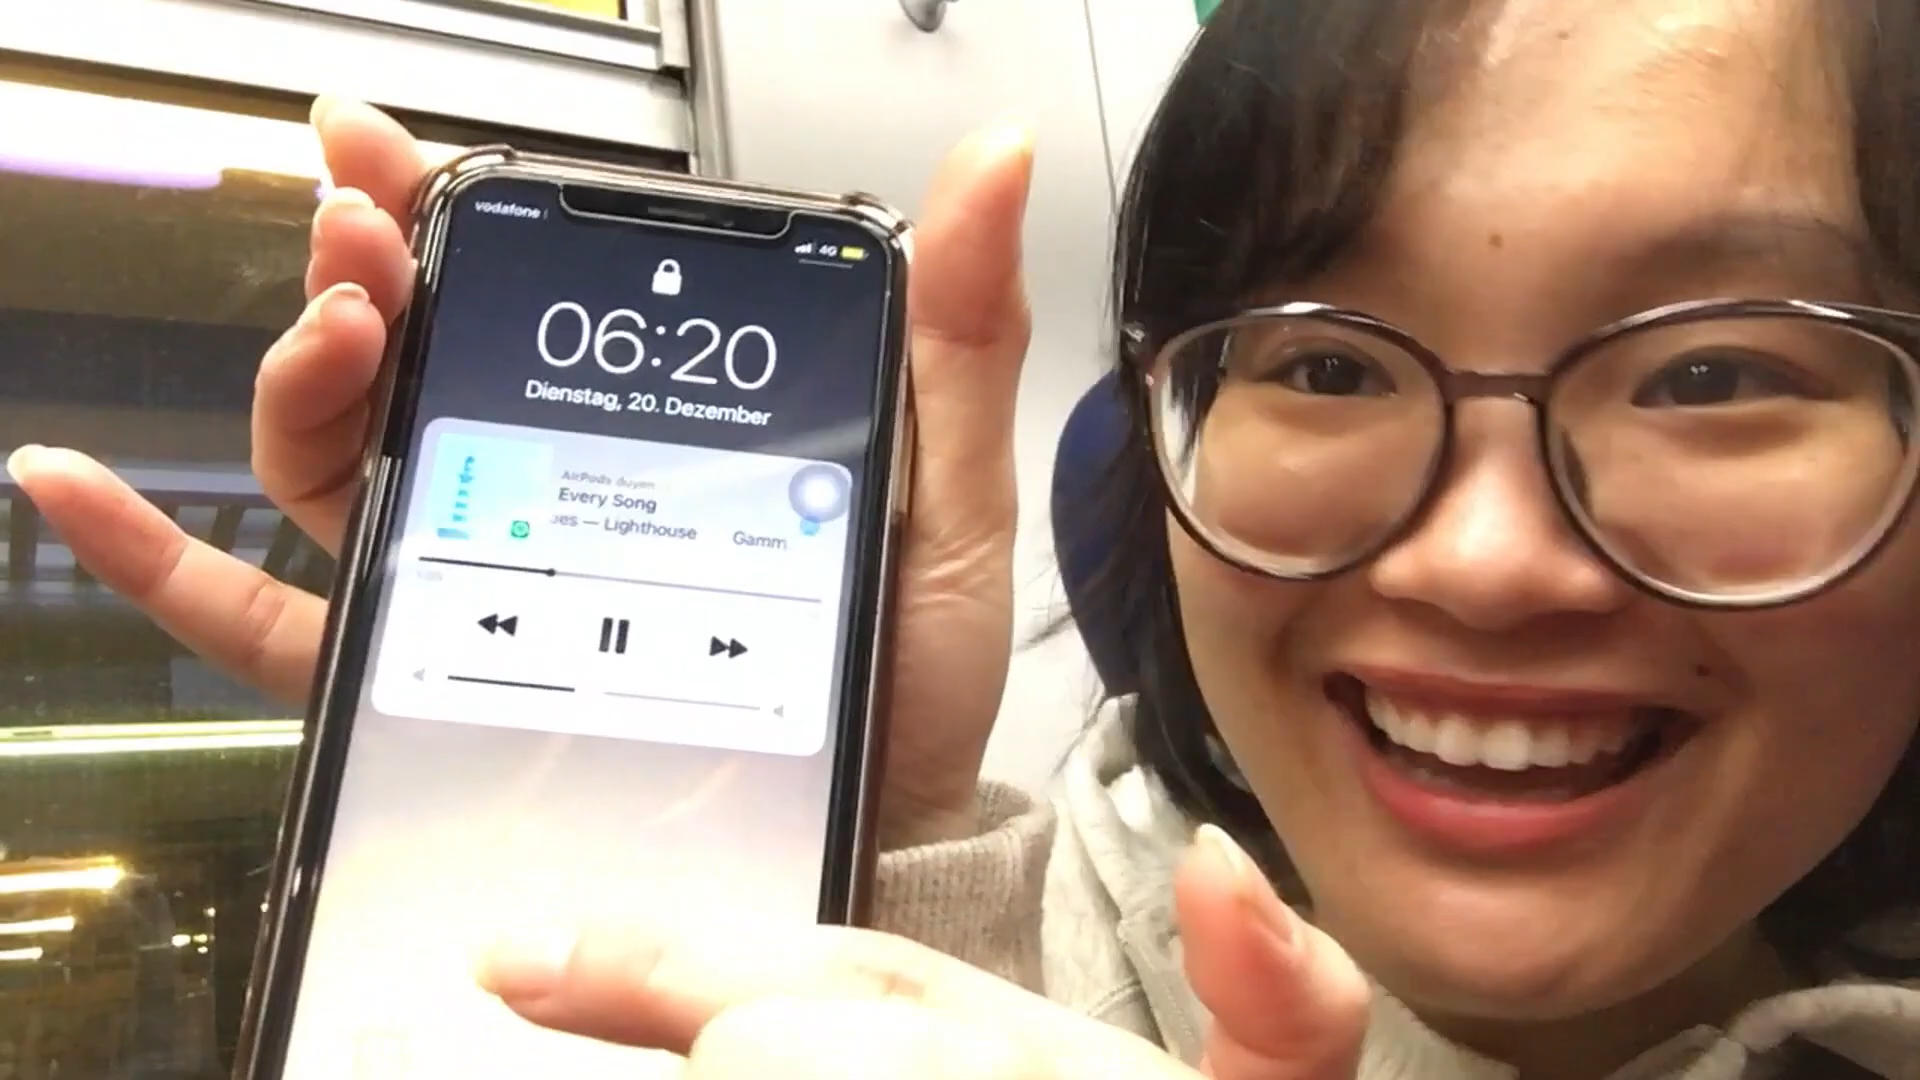 vodafone
4G
06:20
Dienstag, 20. Dezember
AirPods duyen
Every Song
— Lighthouse Gamm